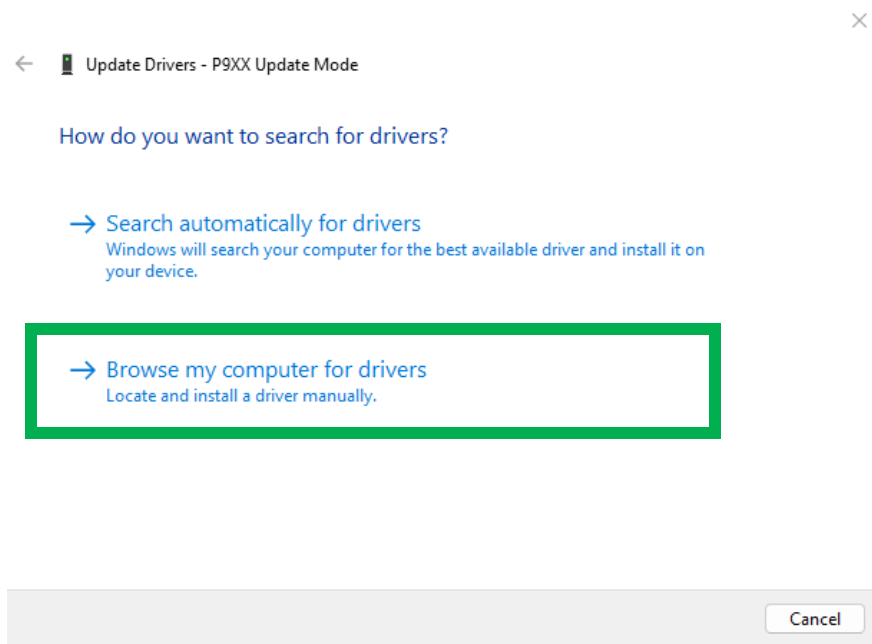 Update Drivers - P9XX Update Mode
How do you want to search for drivers?
Search automatically for drivers
Windows will search your computer for the best available driver and install it on
your device.
Browse my computer for drivers
Locate and install a driver manually.
Cancel